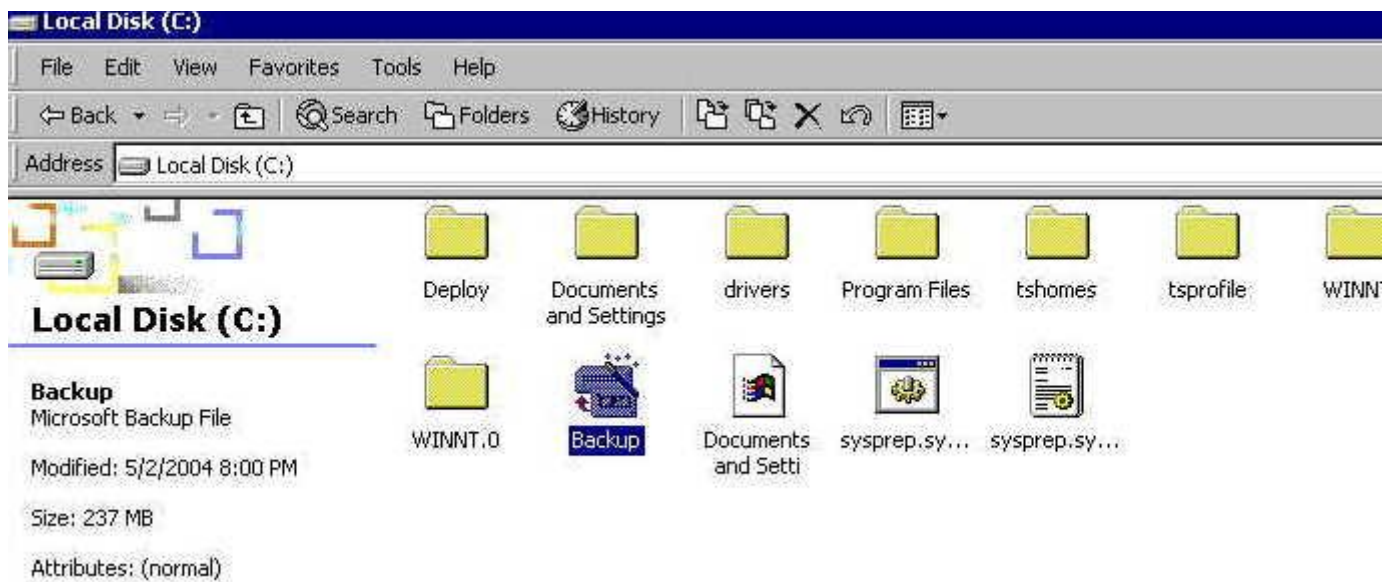 Local Disk (C:)
File Edit View Favorites Tools Help
Back Search Folders History
Address Local Disk (C:)
Deploy Documents and Settings drivers Program Files tshomes tsprofile WINNT
Local Disk (C:)
WINNT.0 Backup Documents and Setti sysprep.sy... sysprep.sy...
Backup
Microsoft Backup File
Modified: 5/2/2004 8:00 PM
Size: 237 MB
Attributes: (normal)